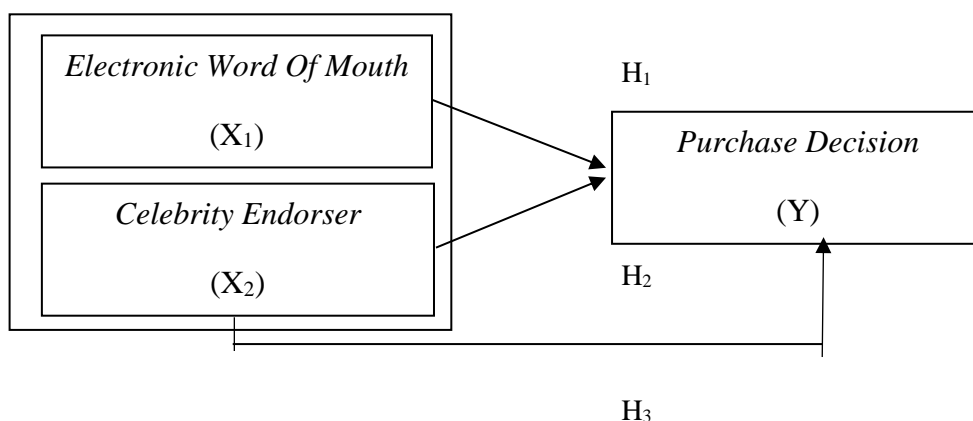 Electronic Word Of Mouth
(X₁)
H₁
Purchase Decision
(Y)
Celebrity Endorser
(X₂)
H₂
H₃